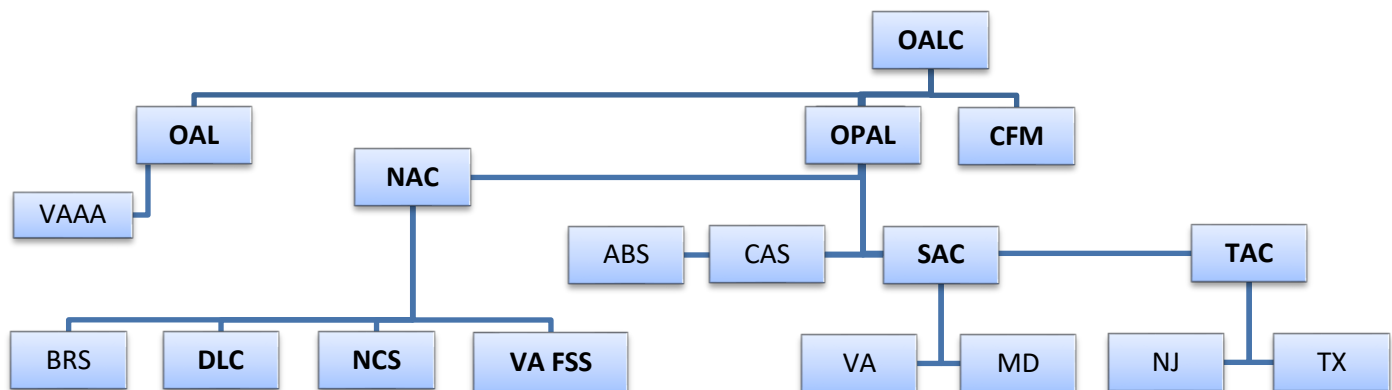 OALC
OAL
OPAL
CFM
NAC
VAAA
ABS
CAS
SAC
TAC
BRS
DLC
NCS
VA FSS
VA
MD
NJ
TX